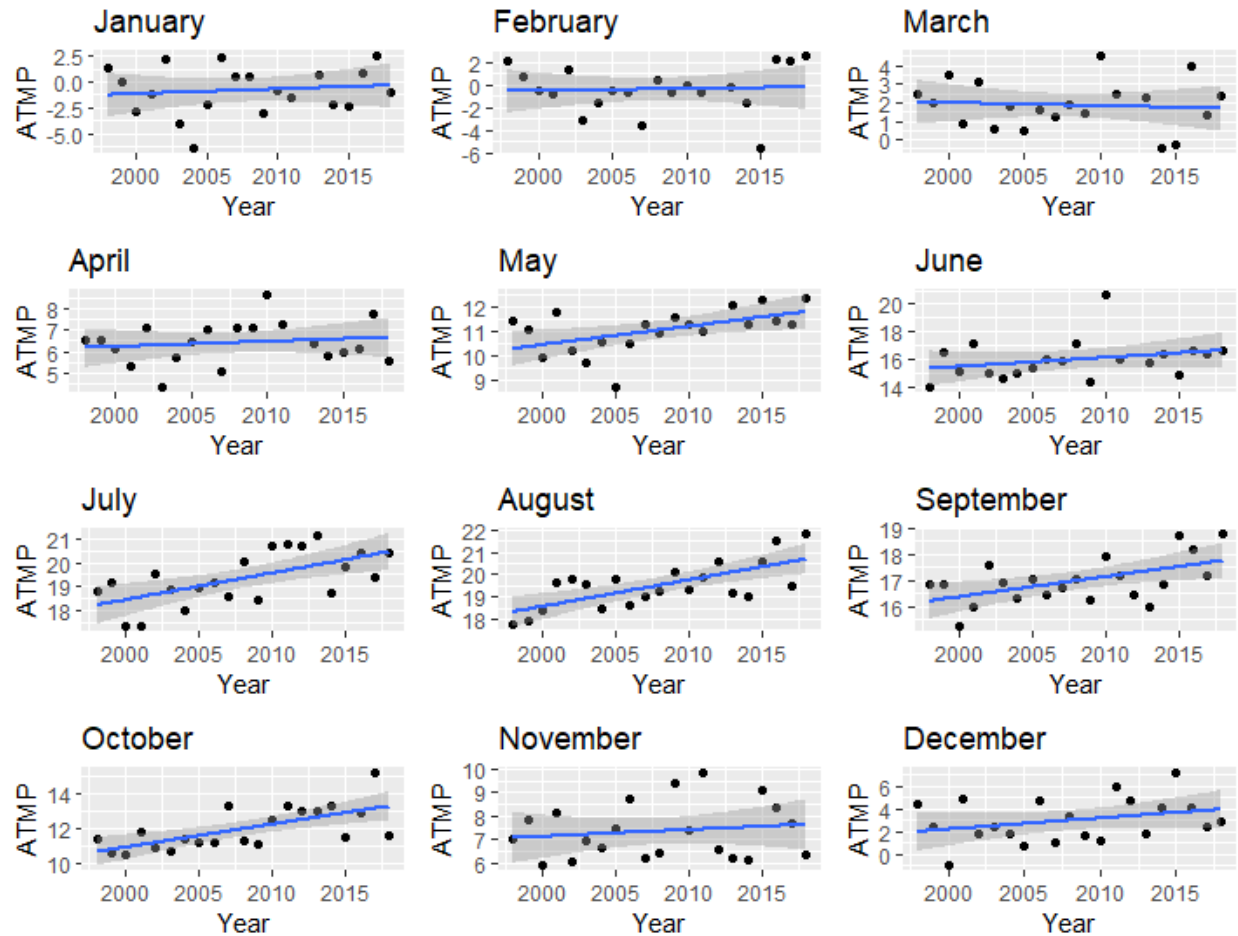 January February March
2.5 2 4
0.0 0 3
-2.5 -2 2
-5.0 -4 1
-6 0
ATMP ATMP ATMP
2000 2005 2010 2015 2000 2005 2010 2015 2000 2005 2010 2015
Year Year Year
April May June
8 12 20
7 11 18
6 10 16
5 9 14
ATMP ATMP ATMP
2000 2005 2010 2015 2000 2005 2010 2015 2000 2005 2010 2015
Year Year Year
July August September
21 22 19
20 21 18
19 20 17
18 19 16
18
ATMP ATMP ATMP
2000 2005 2010 2015 2000 2005 2010 2015 2000 2005 2010 2015
Year Year Year
October November December
14 10 6
12 9 4
10 8 2
7 0
6
ATMP ATMP ATMP
2000 2005 2010 2015 2000 2005 2010 2015 2000 2005 2010 2015
Year Year Year